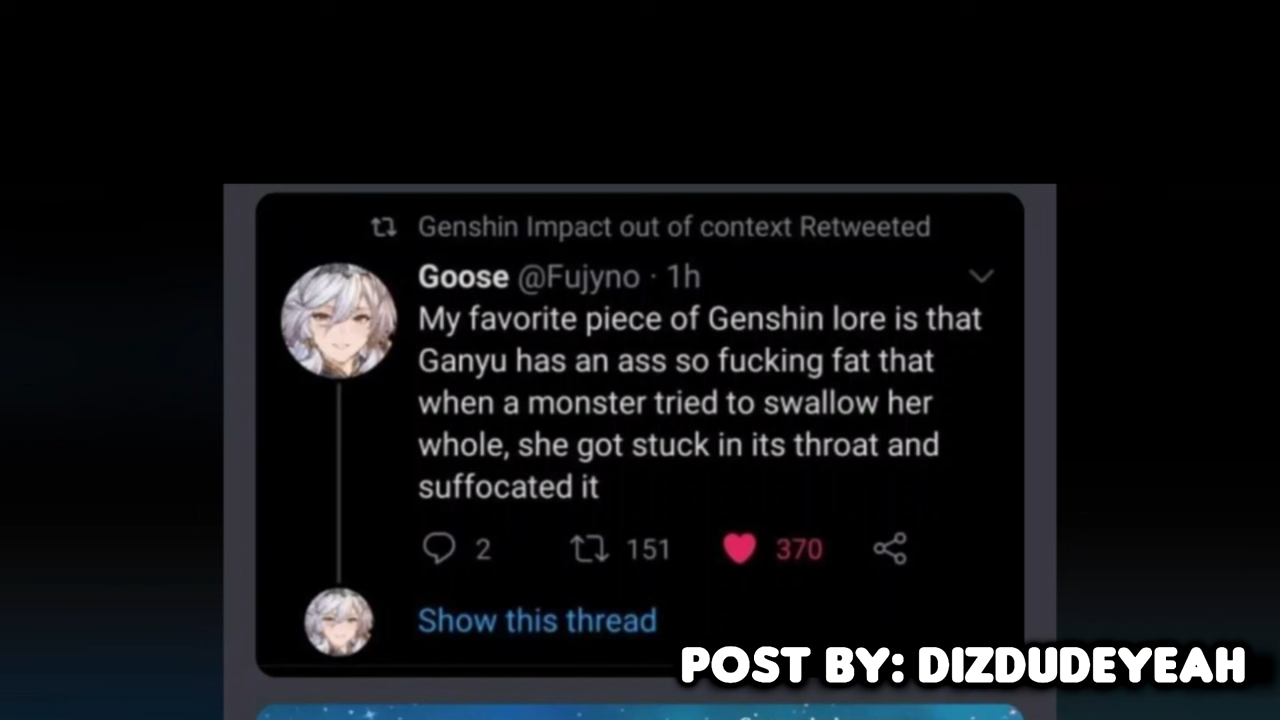 Genshin Impact out of context Retweeted
Goose @Fujyno · 1h
My favorite piece of Genshin lore is that
Ganyu has an ass so fucking fat that
when a monster tried to swallow her
whole, she got stuck in its throat and
suffocated it
2 151 370
Show this thread
POST BY: DIZDUDEYEAH